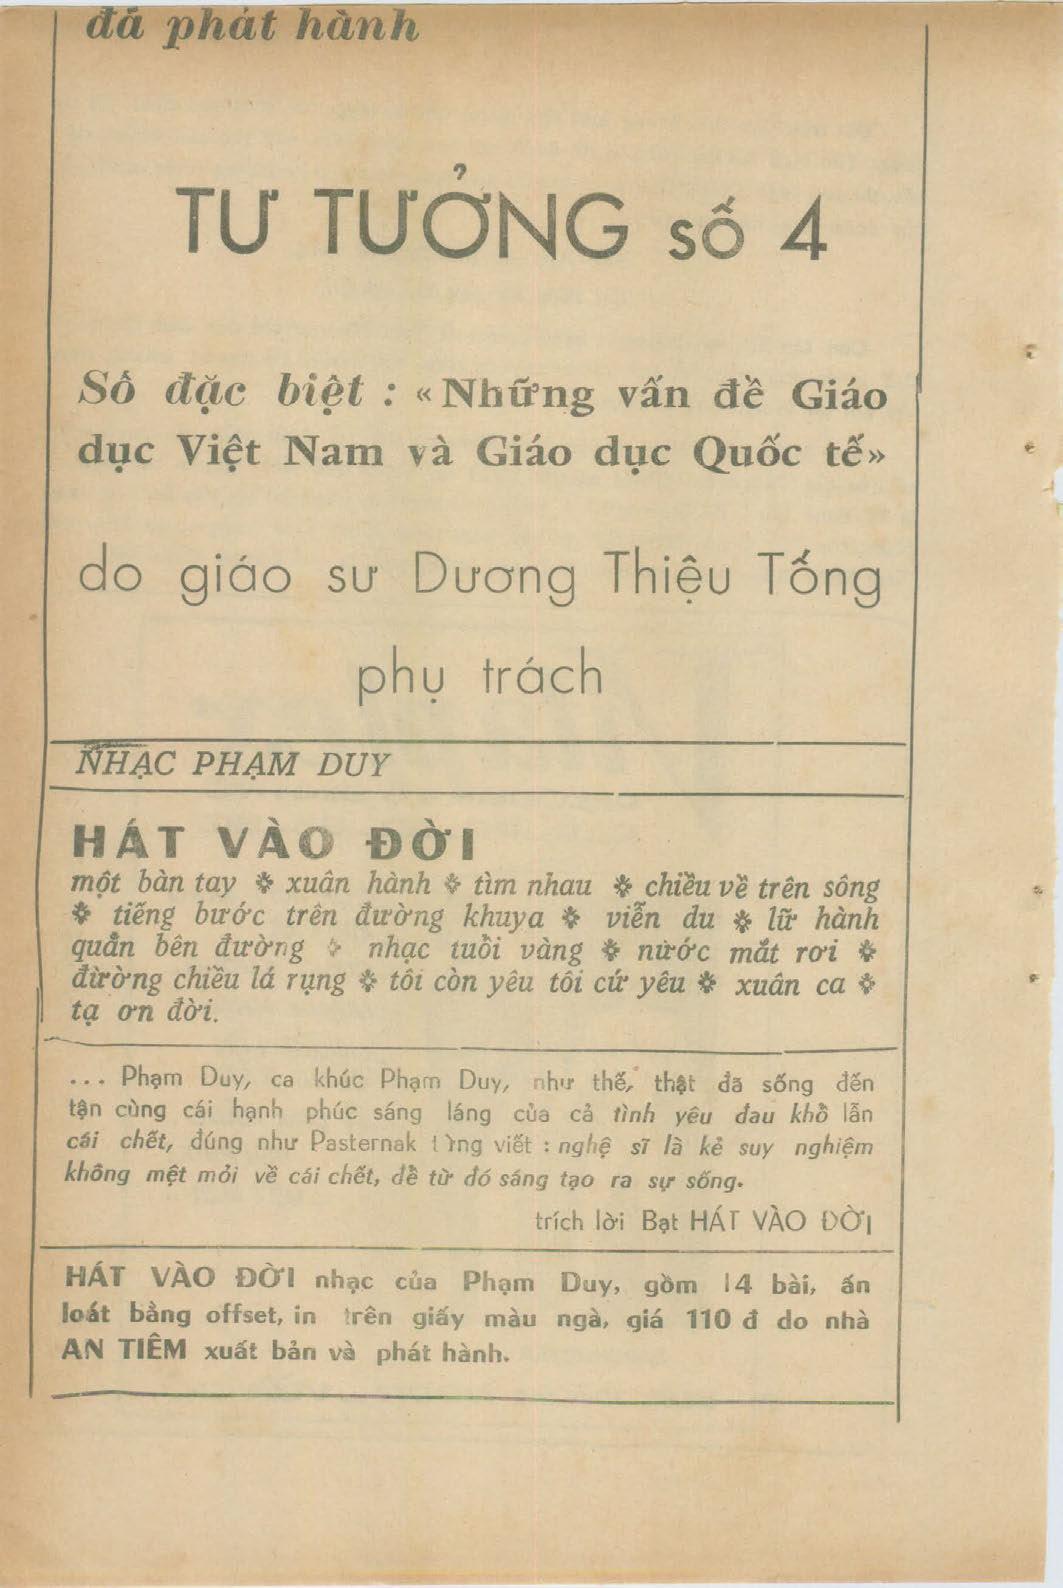 đã phát hành
TƯ TƯỞNG số 4
Số đặc biệt : «Những vấn đề Giáo
dục Việt Nam và Giáo dục Quốc tế»
do giáo sư Dương Thiệu Tống
phụ trách
NHẠC PHẠM DUY
HÁT VÀO ĐỜI
một bàn tay ❖ xuân hành ❖ tìm nhau ❖ chiều về trên sông
❖ tiếng bước trên đường khuya ❖ viễn du ❖ lữ hành
quán bên đường ❖ nhạc tuổi vàng ❖ nước mắt rơi ❖
đường chiều lá rụng ❖ tôi còn yêu tôi cứ yêu ❖ xuân ca ❖
tạ ơn đời.
... Phạm Duy, ca khúc Phạm Duy, như thế, thật đã sống đến
tận cùng cái hạnh phúc sáng láng của cả tình yêu đau khổ lẫn
cái chết, đúng như Pasternak từng viết : nghệ sĩ là kẻ suy nghiệm
không mệt mỏi về cái chết, để từ đó sáng tạo ra sự sống.
trích lời Bạt HÁT VÀO ĐỜI
HÁT VÀO ĐỜI nhạc của Phạm Duy, gồm 14 bài, ấn
loát bằng offset, in trên giấy màu ngà, giá 110 đ do nhà
AN TIÊM xuất bản và phát hành.